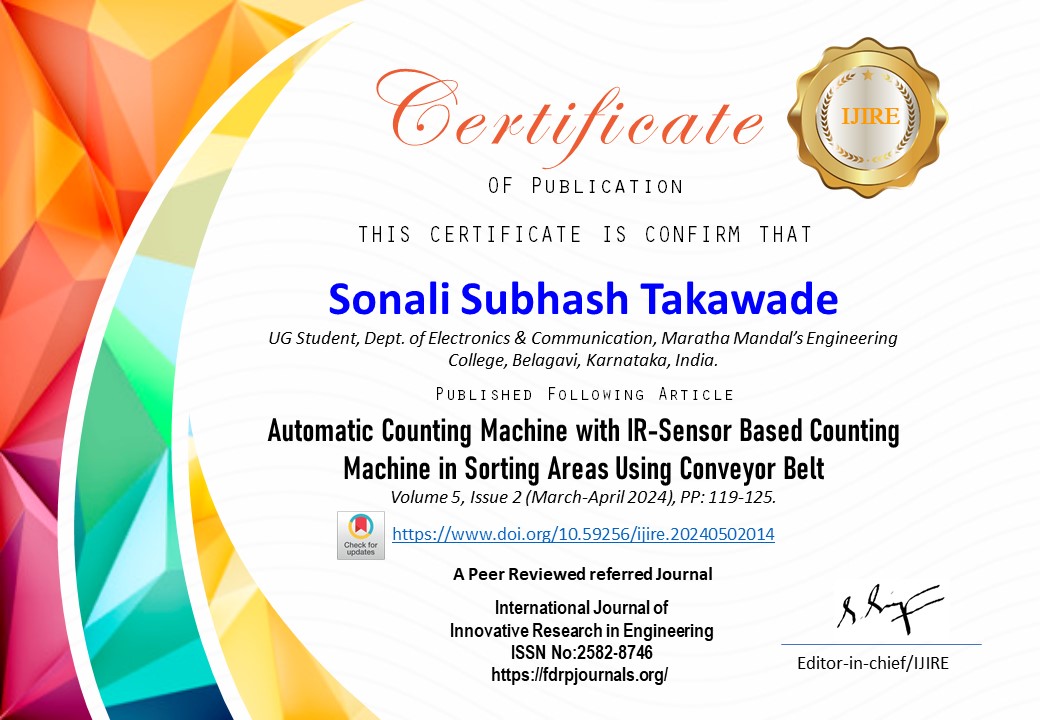 Certificate
IJIRE
OF PUBLICATION
THIS CERTIFICATE IS CONFIRM THAT
Sonali Subhash Takawade
UG Student, Dept. of Electronics & Communication, Maratha Mandal's Engineering
College, Belagavi, Karnataka, India.
PUBLISHED FOLLOWING ARTICLE
Automatic Counting Machine with IR-Sensor Based Counting
Machine in Sorting Areas Using Conveyor Belt
Volume 5, Issue 2 (March-April 2024), PP: 119-125.
Check for
updates
https://www.doi.org/10.59256/ijire.20240502014
A Peer Reviewed referred Journal
International Journal of
Innovative Research in Engineering
ISSN No:2582-8746
https://fdrpjournals.org/
Editor-in-chief/IJIRE